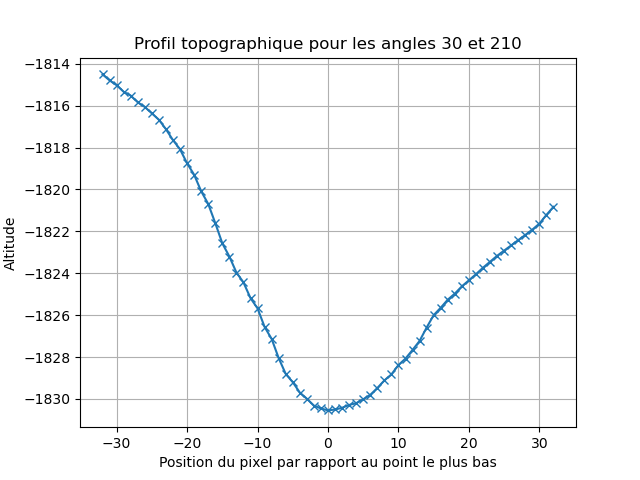 Profil topographique pour les angles 30 et 210
−1814
−1816
−1818
−1820
−1822
−1824
−1826
−1828
−1830
Altitude
−30 −20 −10 0 10 20 30
Position du pixel par rapport au point le plus bas